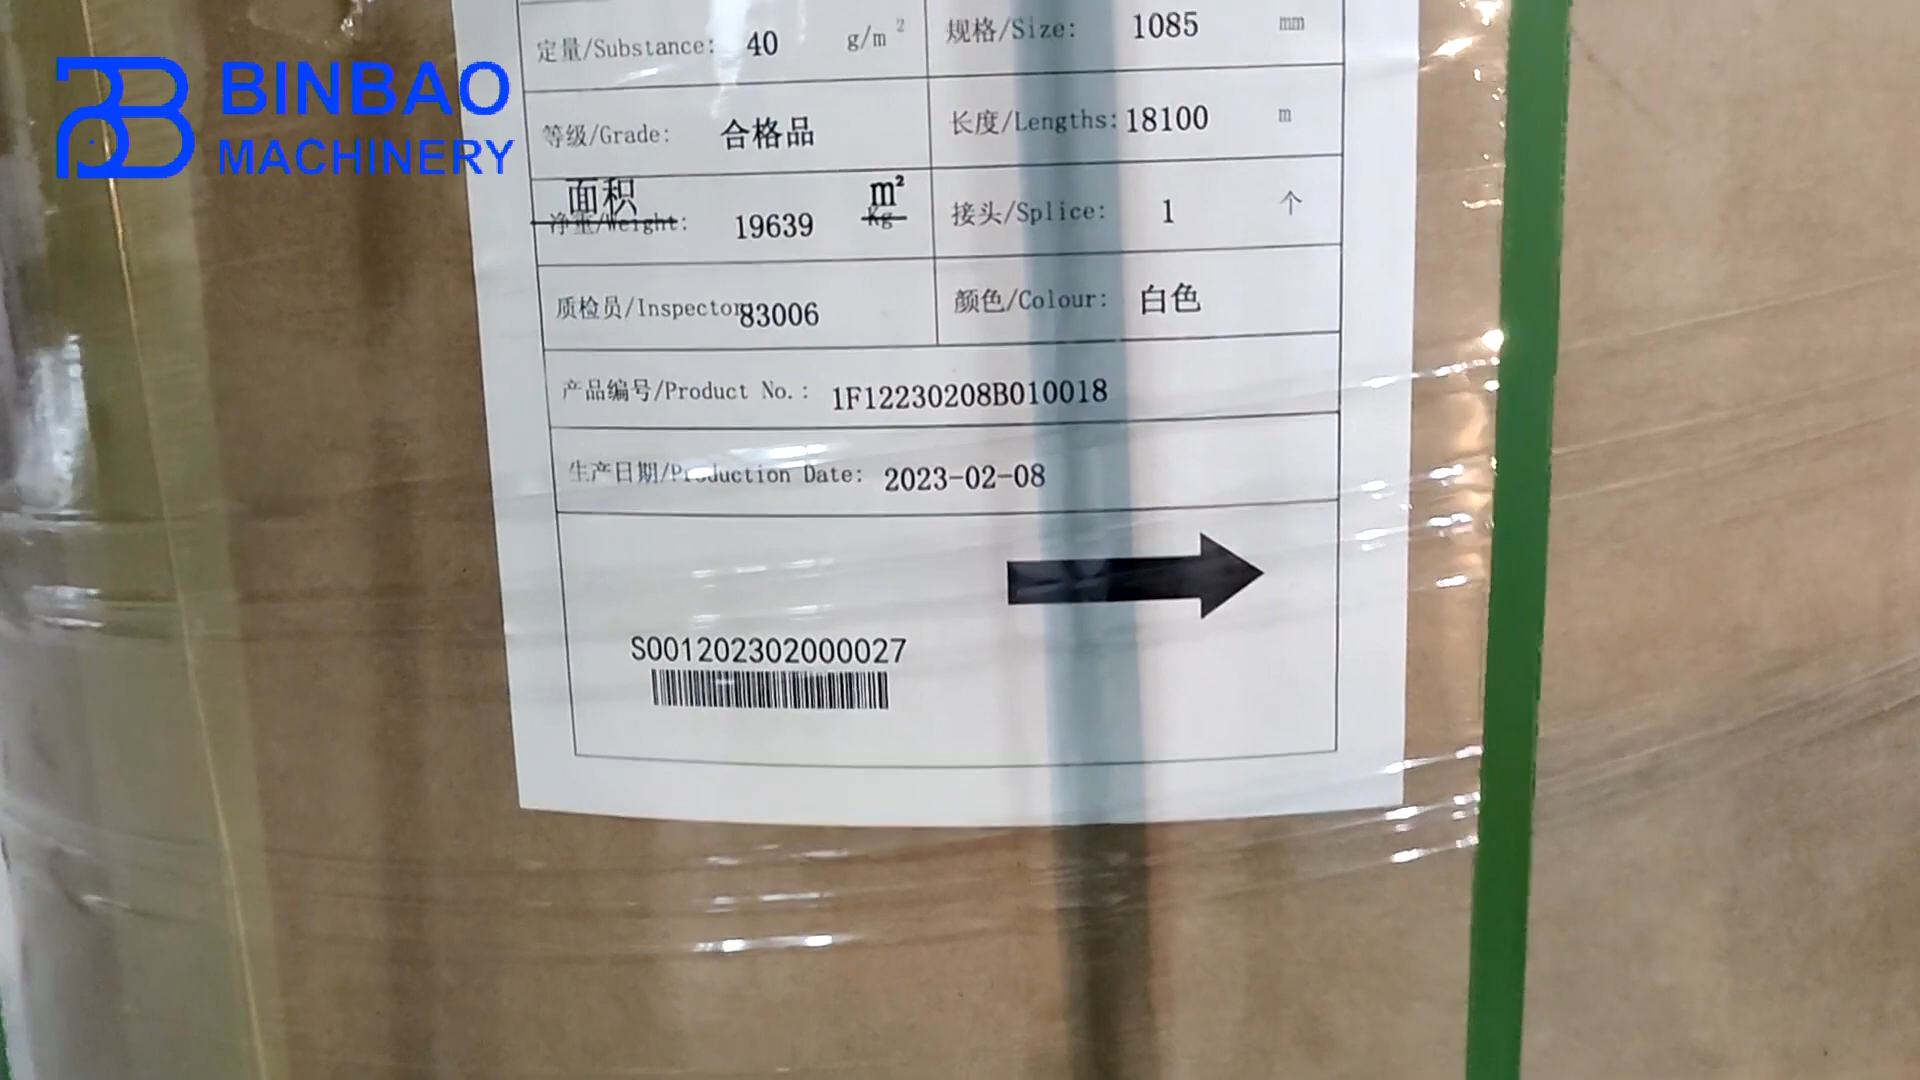 BINBAO
MACHINERY
定量/Substance: 40 g/m² 规格/Size: 1085 mm
等级/Grade: 合格品 长度/Lengths: 18100 m
面积 m²
净重/Weight: 19639 Kg 接头/Splice: 1 个
质检员/Inspector 83006 颜色/Colour: 白色
产品编号/Product No.: 1F12230208B010018
生产日期/Production Date: 2023-02-08
S001202302000027